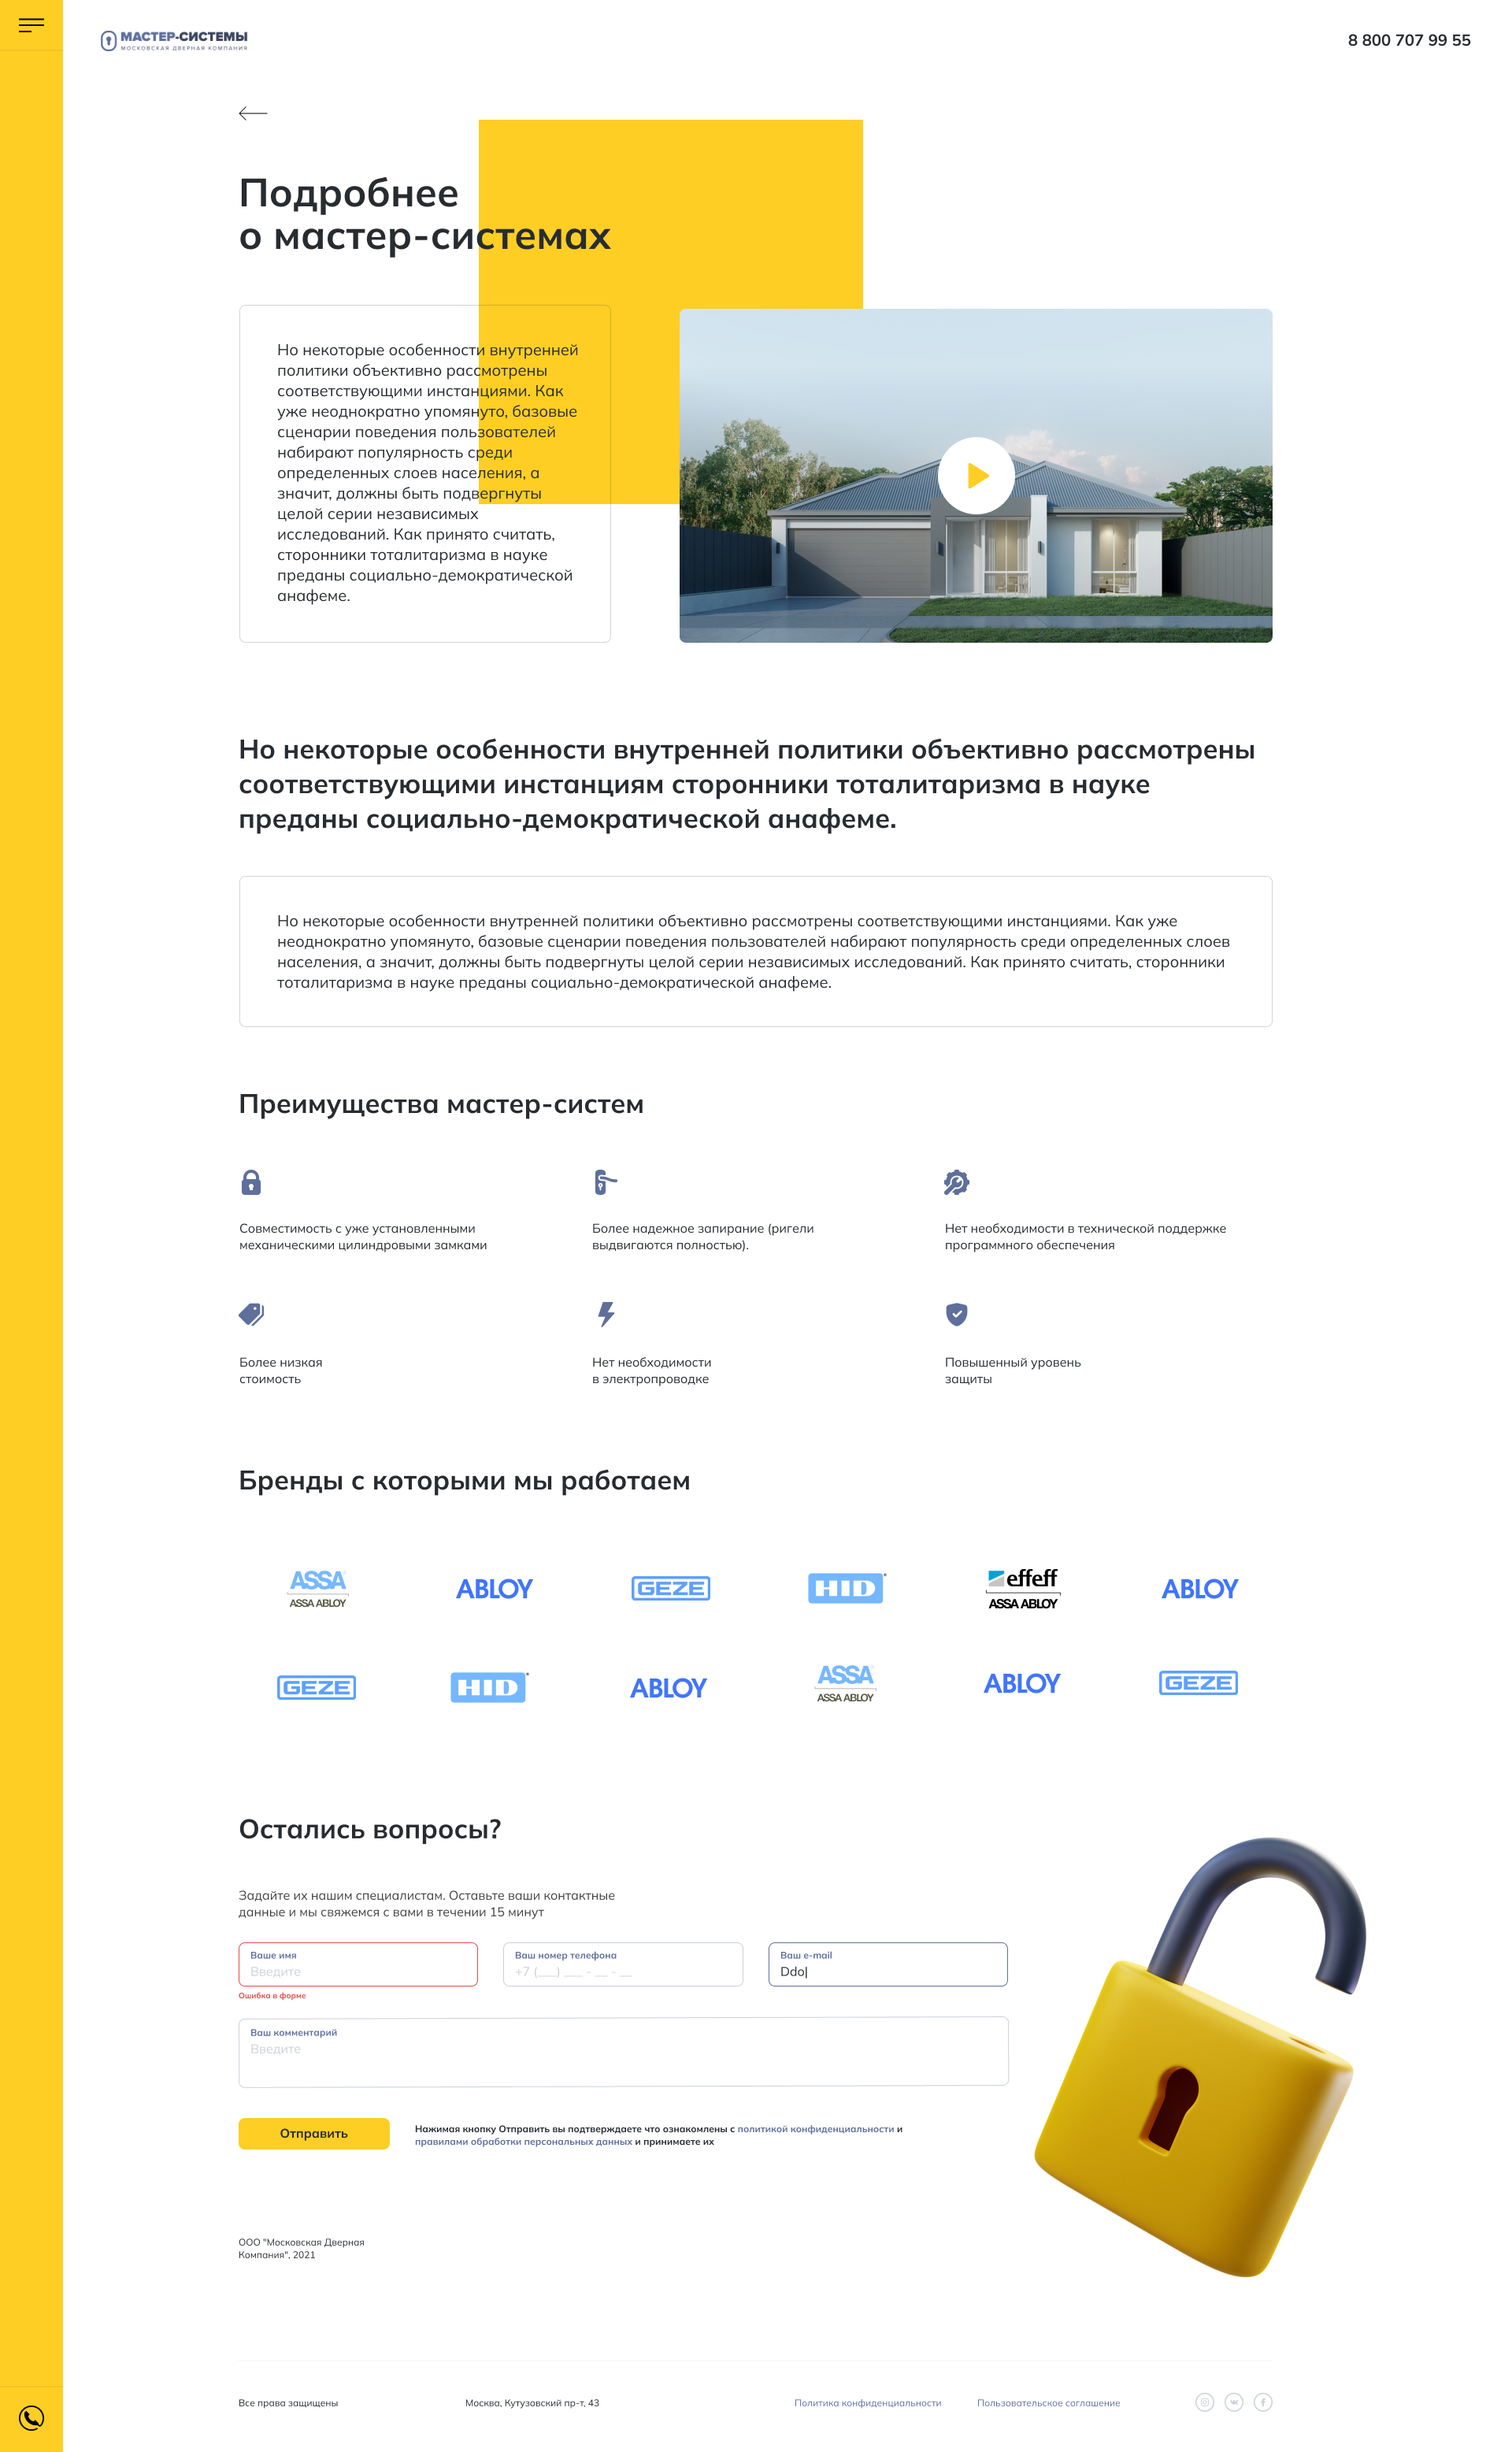 МАСТЕР-СИСТЕМЫ
МОСКОВСКАЯ ДВЕРНАЯ КОМПАНИЯ
8 800 707 99 55
Подробнее
о мастер-системах
Но некоторые особенности внутренней
политики объективно рассмотрены
соответствующими инстанциями. Как
уже неоднократно упомянуто, базовые
сценарии поведения пользователей
набирают популярность среди
определенных слоев населения, а
значит, должны быть подвергнуты
целой серии независимых
исследований. Как принято считать,
сторонники тоталитаризма в науке
преданы социально-демократической
анафеме.
Но некоторые особенности внутренней политики объективно рассмотрены
соответствующими инстанциям сторонники тоталитаризма в науке
преданы социально-демократической анафеме.
Но некоторые особенности внутренней политики объективно рассмотрены соответствующими инстанциями. Как уже
неоднократно упомянуто, базовые сценарии поведения пользователей набирают популярность среди определенных слоев
населения, а значит, должны быть подвергнуты целой серии независимых исследований. Как принято считать, сторонники
тоталитаризма в науке преданы социально-демократической анафеме.
Преимущества мастер-систем
Совместимость с уже установленными
механическими цилиндровыми замками
Более надежное запирание (ригели
выдвигаются полностью).
Нет необходимости в технической поддержке
программного обеспечения
Более низкая
стоимость
Нет необходимости
в электропроводке
Повышенный уровень
защиты
Бренды с которыми мы работаем
ASSA
ASSA ABLOY
ABLOY
GEZE
HID
effeff
ASSA ABLOY
ABLOY
GEZE
HID
ABLOY
ASSA
ASSA ABLOY
ABLOY
GEZE
Остались вопросы?
Задайте их нашим специалистам. Оставьте ваши контактные
данные и мы свяжемся с вами в течении 15 минут
Ваше имя
Введите
Ошибка в форме
Ваш номер телефона
+7 (___) ___ - __ - __
Ваш e-mail
Ddo|
Ваш комментарий
Введите
Отправить
Нажимая кнопку Отправить вы подтверждаете что ознакомлены с политикой конфиденциальности и
правилами обработки персональных данных и принимаете их
ООО "Московская Дверная
Компания", 2021
Все права защищены
Москва, Кутузовский пр-т, 43
Политика конфиденциальности
Пользовательское соглашение